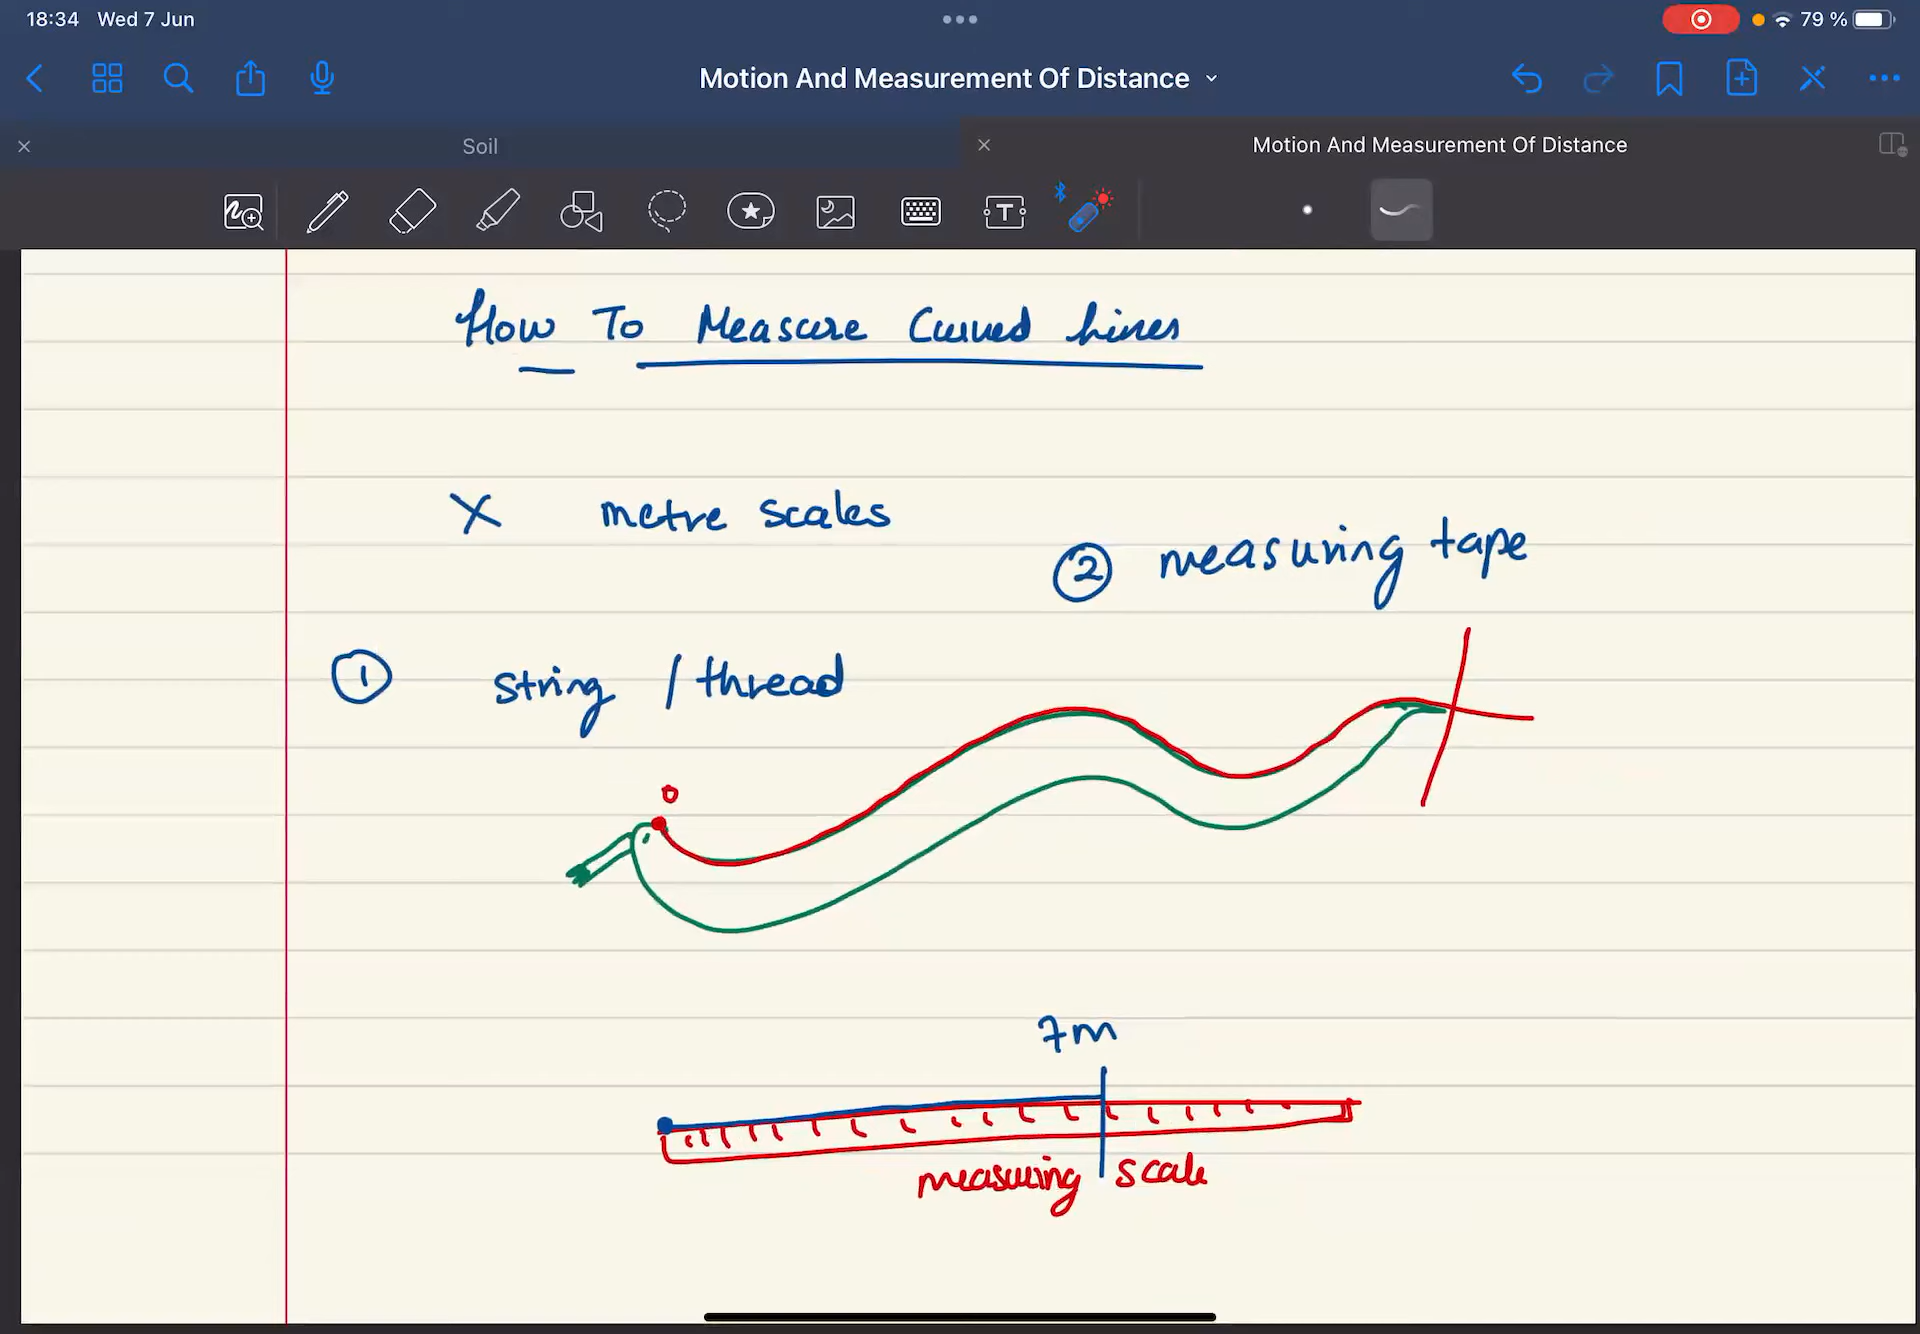 18:34 Wed 7 Jun 79 %
Motion And Measurement Of Distance
Soil Motion And Measurement Of Distance
T
How To Measure Curved Lines
X metre scales
2 measuring tape
1 string / thread
0
7m
measuring scale